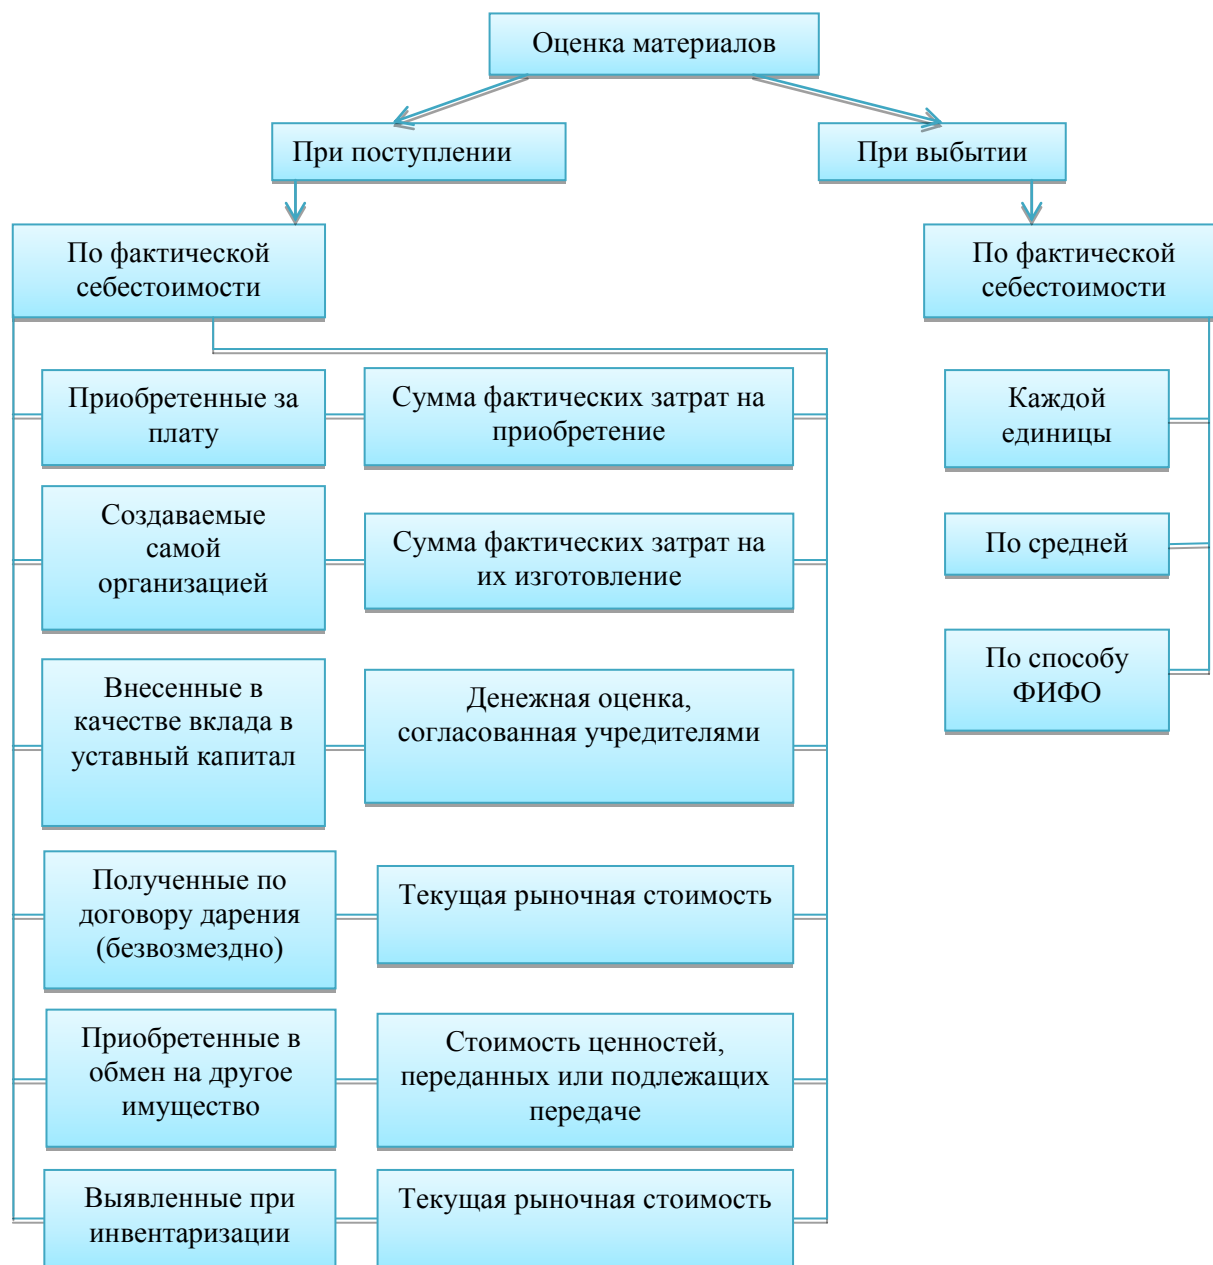 Оценка материалов
При поступлении
При выбытии
По фактической
себестоимости
По фактической
себестоимости
Приобретенные за
плату
Сумма фактических затрат на
приобретение
Каждой
единицы
Создаваемые
самой
организацией
Сумма фактических затрат на
их изготовление
По средней
Внесенные в
качестве вклада в
уставный капитал
Денежная оценка,
согласованная учредителями
По способу
ФИФО
Полученные по
договору дарения
(безвозмездно)
Текущая рыночная стоимость
Приобретенные в
обмен на другое
имущество
Стоимость ценностей,
переданных или подлежащих
передаче
Выявленные при
инвентаризации
Текущая рыночная стоимость